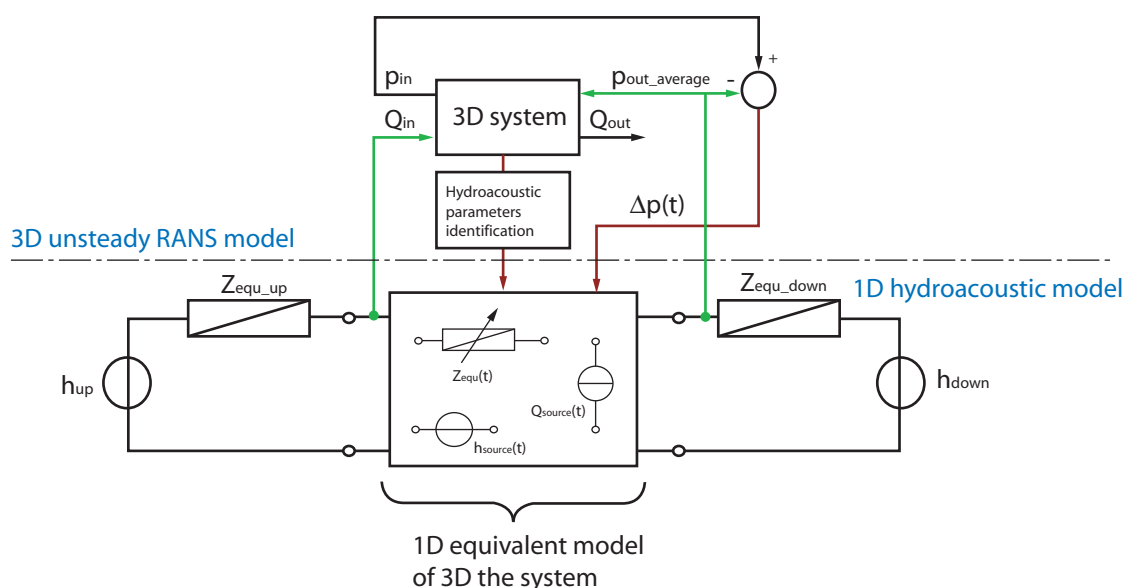 +
pin
pout_average
-
Qin
3D system
Qout
Hydroacoustic
parameters
identification
Δp(t)
3D unsteady RANS model
Zequ_up
Zequ_down
1D hydroacoustic model
hup
Zequ(t)
Qsource(t)
hdown
hsource(t)
1D equivalent model
of 3D the system